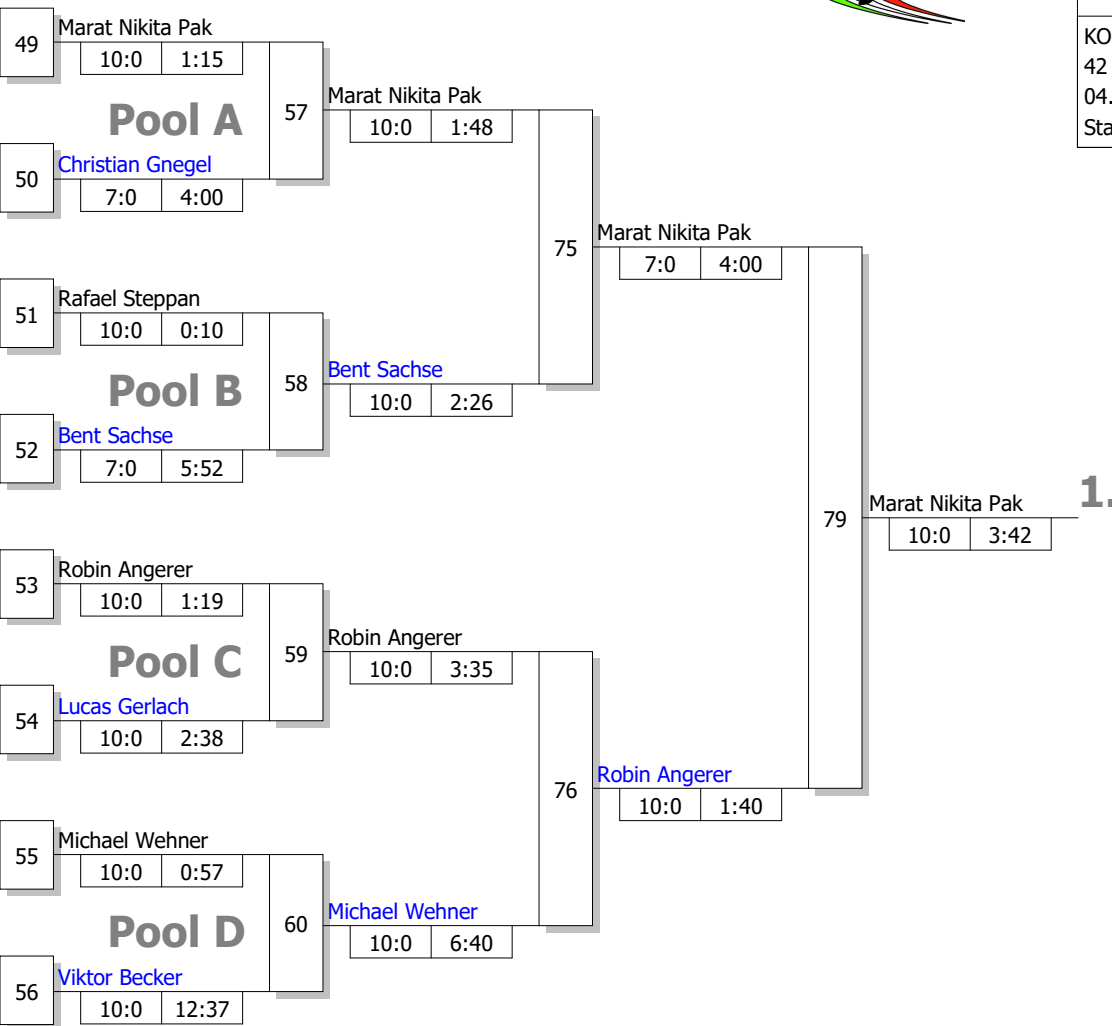 KO
42
04.
Sta
49
Marat Nikita Pak
10:0 1:15
Pool A
57
Marat Nikita Pak
10:0 1:48
50
Christian Gnegel
7:0 4:00
75
Marat Nikita Pak
7:0 4:00
51
Rafael Steppan
10:0 0:10
Pool B
58
Bent Sachse
10:0 2:26
52
Bent Sachse
7:0 5:52
79
Marat Nikita Pak
10:0 3:42
1.
53
Robin Angerer
10:0 1:19
Pool C
59
Robin Angerer
10:0 3:35
54
Lucas Gerlach
10:0 2:38
76
Robin Angerer
10:0 1:40
55
Michael Wehner
10:0 0:57
Pool D
60
Michael Wehner
10:0 6:40
56
Viktor Becker
10:0 12:37